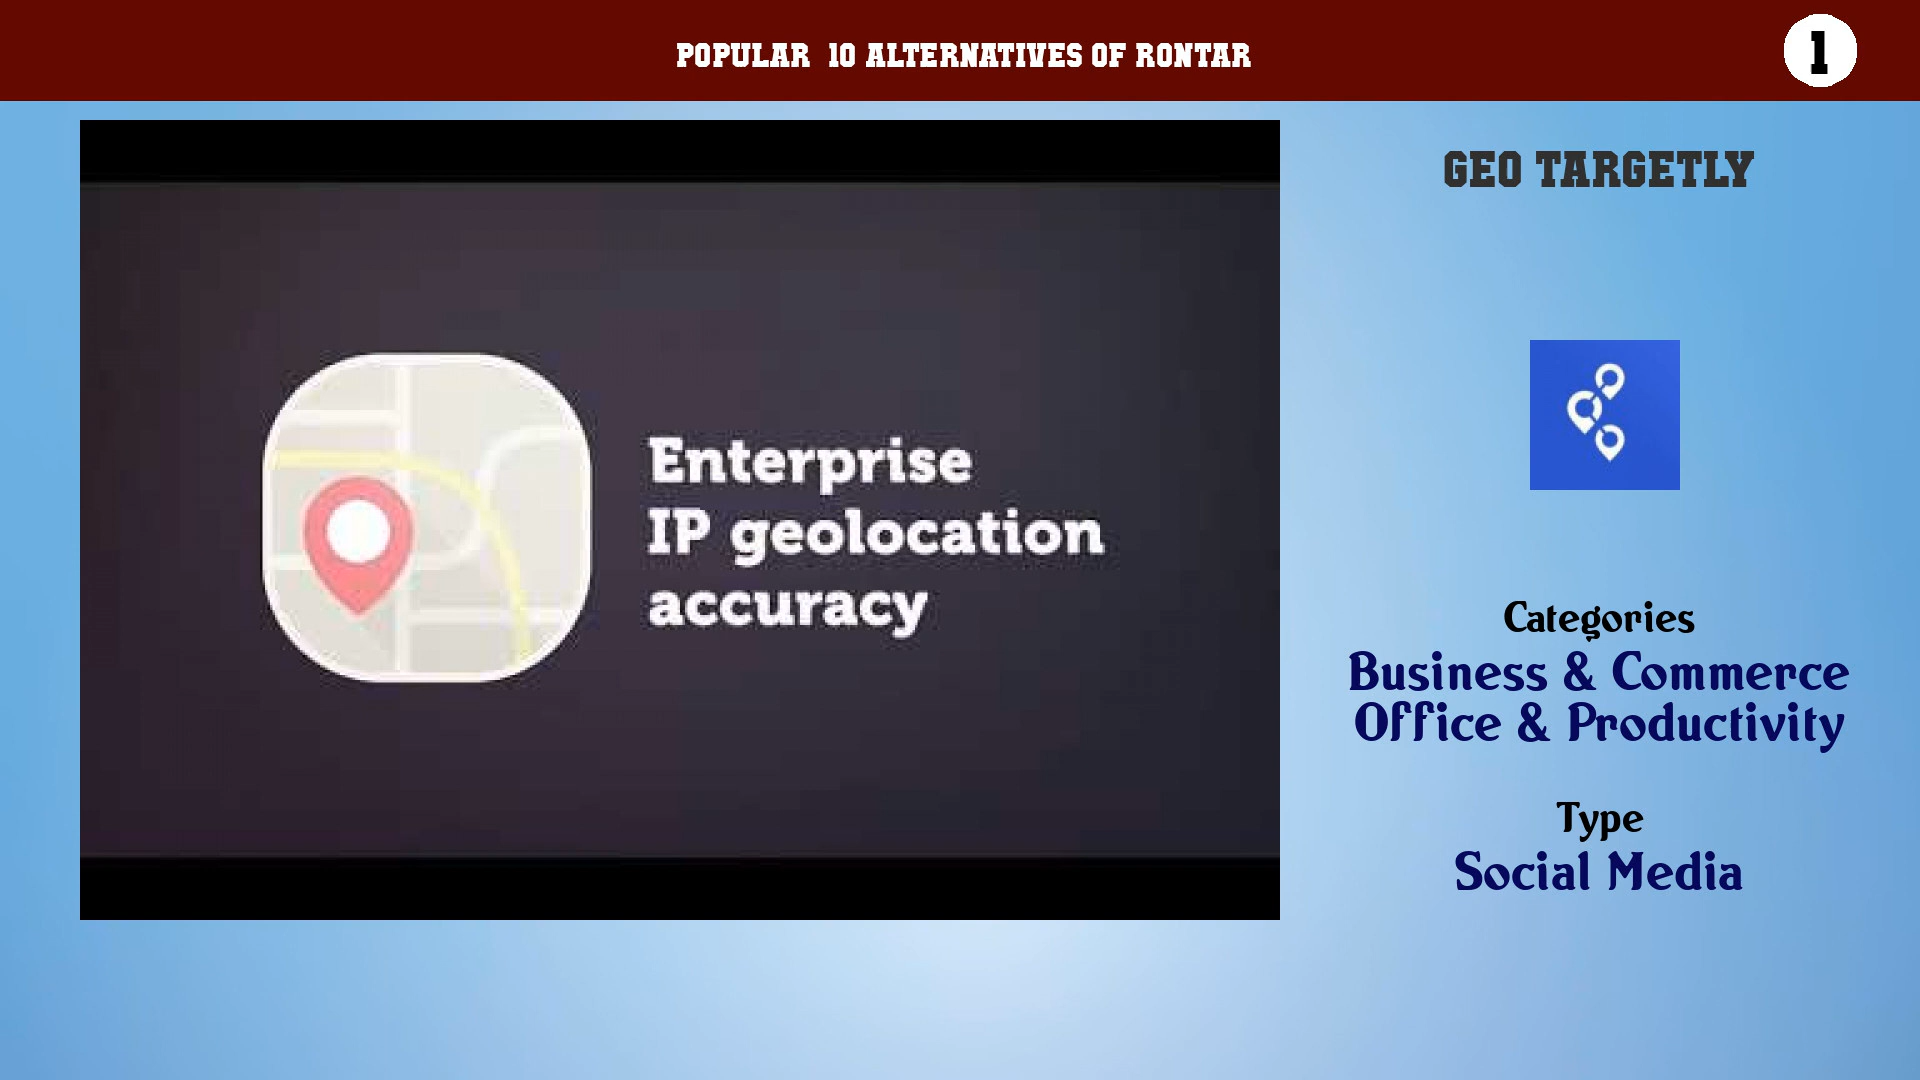 POPULAR 10 ALTERNATIVES OF RONTAR
1
GEO TARGETLY
Enterprise
IP geolocation
accuracy
Categories
Business & Commerce
Office & Productivity
Type
Social Media